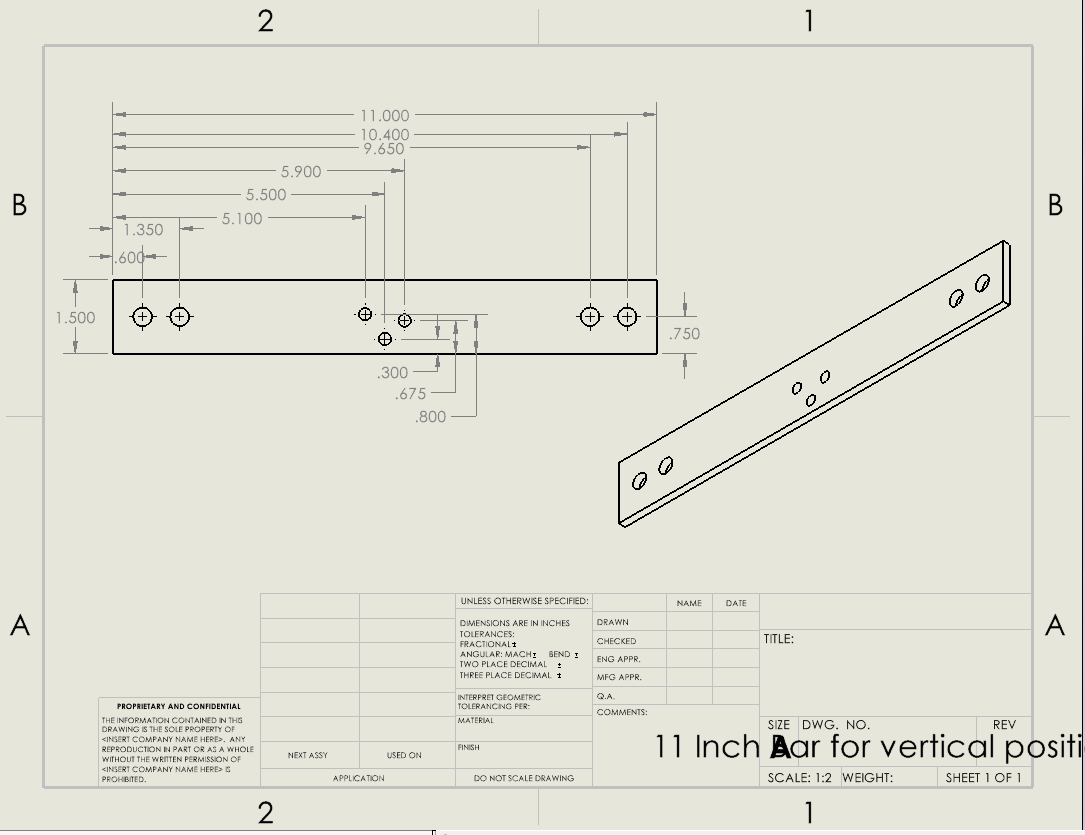 2
1
11.000
10.400
9.650
5.900
B
B
5.500
5.100
1.350
.600
1.500
.750
.300
.675
.800
A
A
UNLESS OTHERWISE SPECIFIED:
NAME
DATE
DIMENSIONS ARE IN INCHES
TOLERANCES:
FRACTIONAL±
ANGULAR: MACH± BEND ±
TWO PLACE DECIMAL ±
THREE PLACE DECIMAL ±
DRAWN
CHECKED
ENG APPR.
MFG APPR.
Q.A.
COMMENTS:
TITLE:
INTERPRET GEOMETRIC
TOLERANCING PER:
MATERIAL
FINISH
PROPRIETARY AND CONFIDENTIAL
THE INFORMATION CONTAINED IN THIS
DRAWING IS THE SOLE PROPERTY OF
<INSERT COMPANY NAME HERE>. ANY
REPRODUCTION IN PART OR AS A WHOLE
WITHOUT THE WRITTEN PERMISSION OF
<INSERT COMPANY NAME HERE> IS
PROHIBITED.
NEXT ASSY
USED ON
APPLICATION
DO NOT SCALE DRAWING
SIZE
DWG. NO.
REV
A
11 Inch Bar for vertical positi
SCALE: 1:2
WEIGHT:
SHEET 1 OF 1
2
1